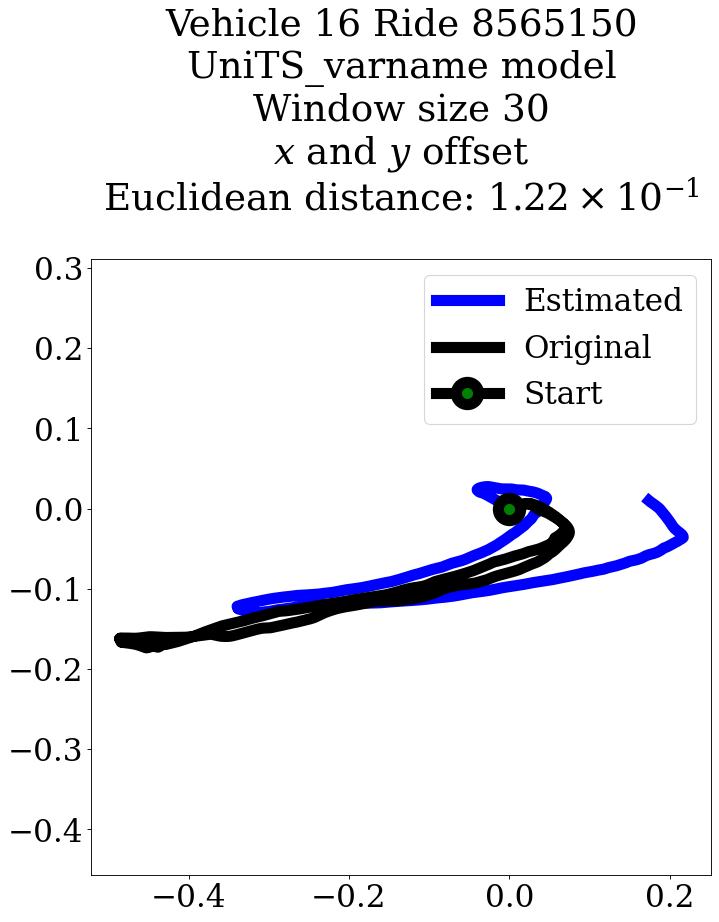 Vehicle 16 Ride 8565150
UniTS_varname model
Window size 30
x and y offset
Euclidean distance: 1.22 × 10⁻¹
Estimated
Original
Start
0.3
0.2
0.1
0.0
−0.1
−0.2
−0.3
−0.4
−0.4 −0.2 0.0 0.2